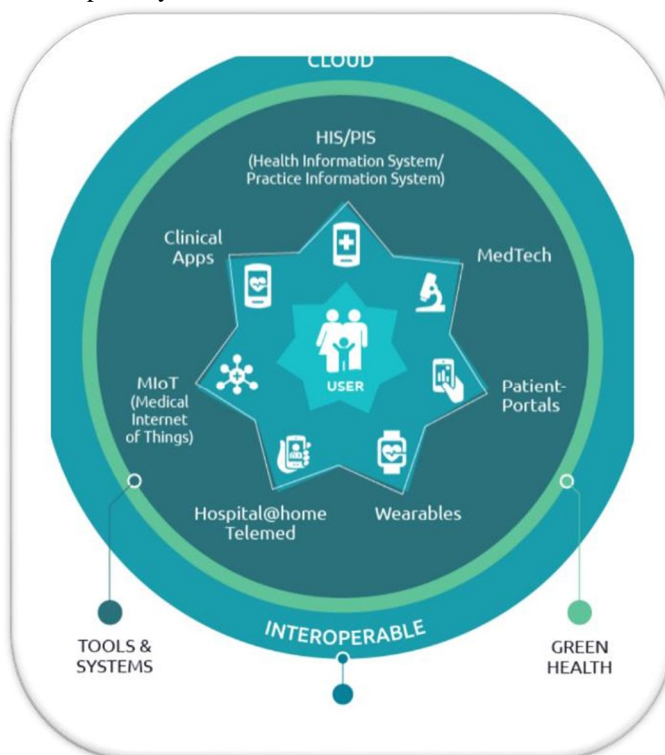 CLOUD
HIS/PIS
(Health Information System/
Practice Information System)
Clinical
Apps
MedTech
USER
MIoT
(Medical
Internet
of Things)
Patient-
Portals
Hospital@home
Telemed
Wearables
INTEROPERABLE
TOOLS &
SYSTEMS
GREEN
HEALTH